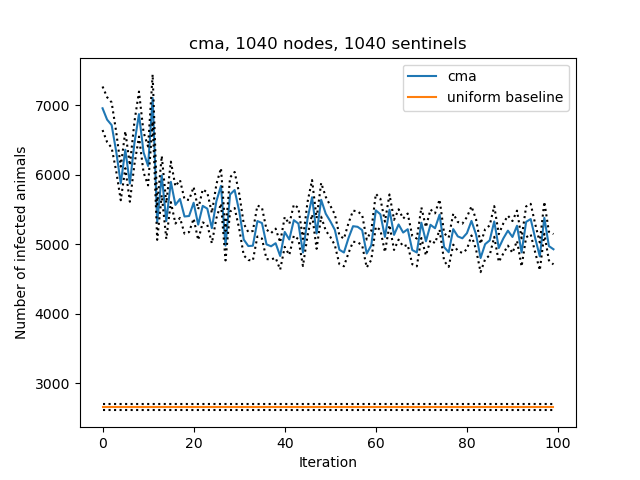 cma, 1040 nodes, 1040 sentinels
cma
uniform baseline
7000
6000
5000
4000
3000
Number of infected animals
0 20 40 60 80 100
Iteration